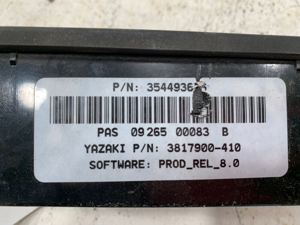 P/N: 3544936
PAS 09265 00083 B
YAZAKI P/N: 3817900-410
SOFTWARE: PROD_REL_8.0